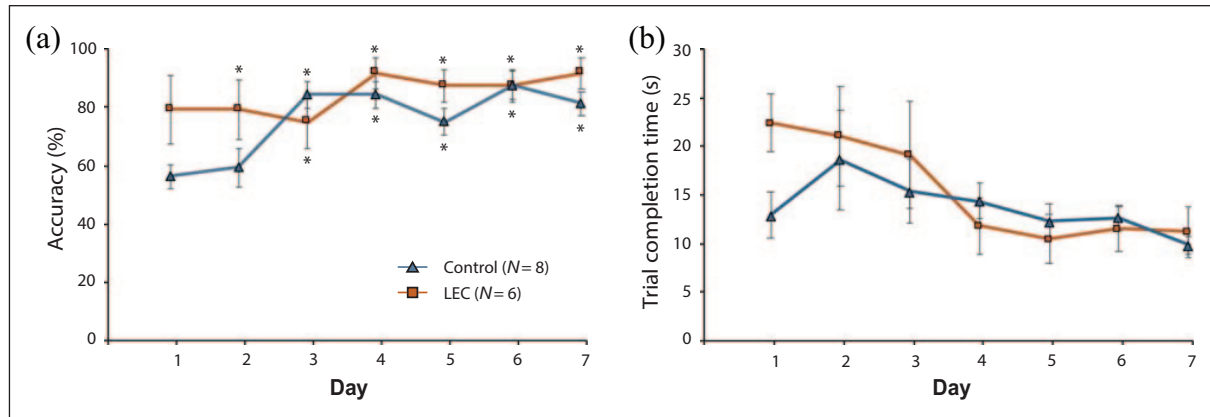 (a)
100
80
60
40
20
0
Accuracy (%)
* * * * * *
* * * * *
Control (N= 8)
LEC (N= 6)
1 2 3 4 5 6 7
Day
(b)
30
25
20
15
10
5
0
Trial completion time (s)
1 2 3 4 5 6 7
Day